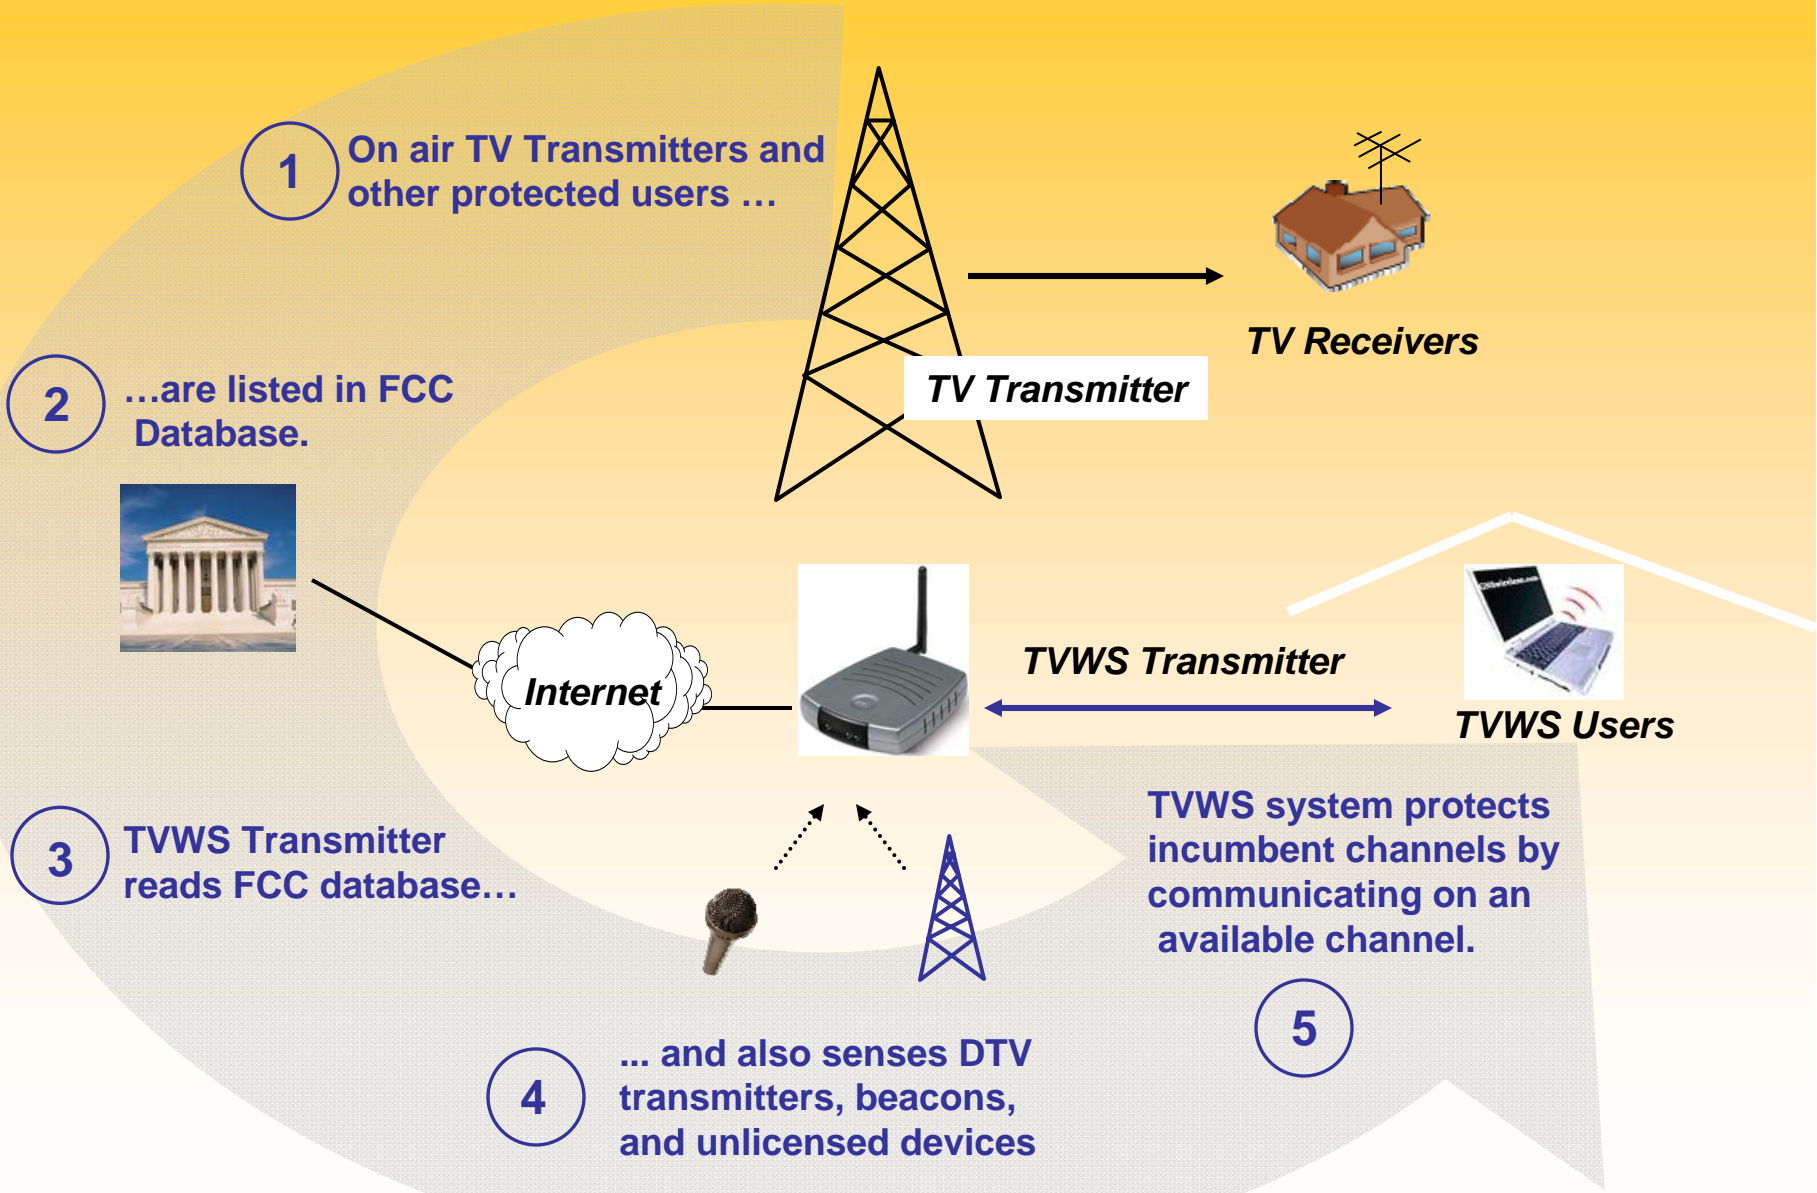 1
On air TV Transmitters and
other protected users …
TV Receivers
TV Transmitter
2
…are listed in FCC
Database.
Internet
TVWS Transmitter
TVWS Users
3
TVWS Transmitter
reads FCC database…
4
... and also senses DTV
transmitters, beacons,
and unlicensed devices
TVWS system protects
incumbent channels by
communicating on an
available channel.
5